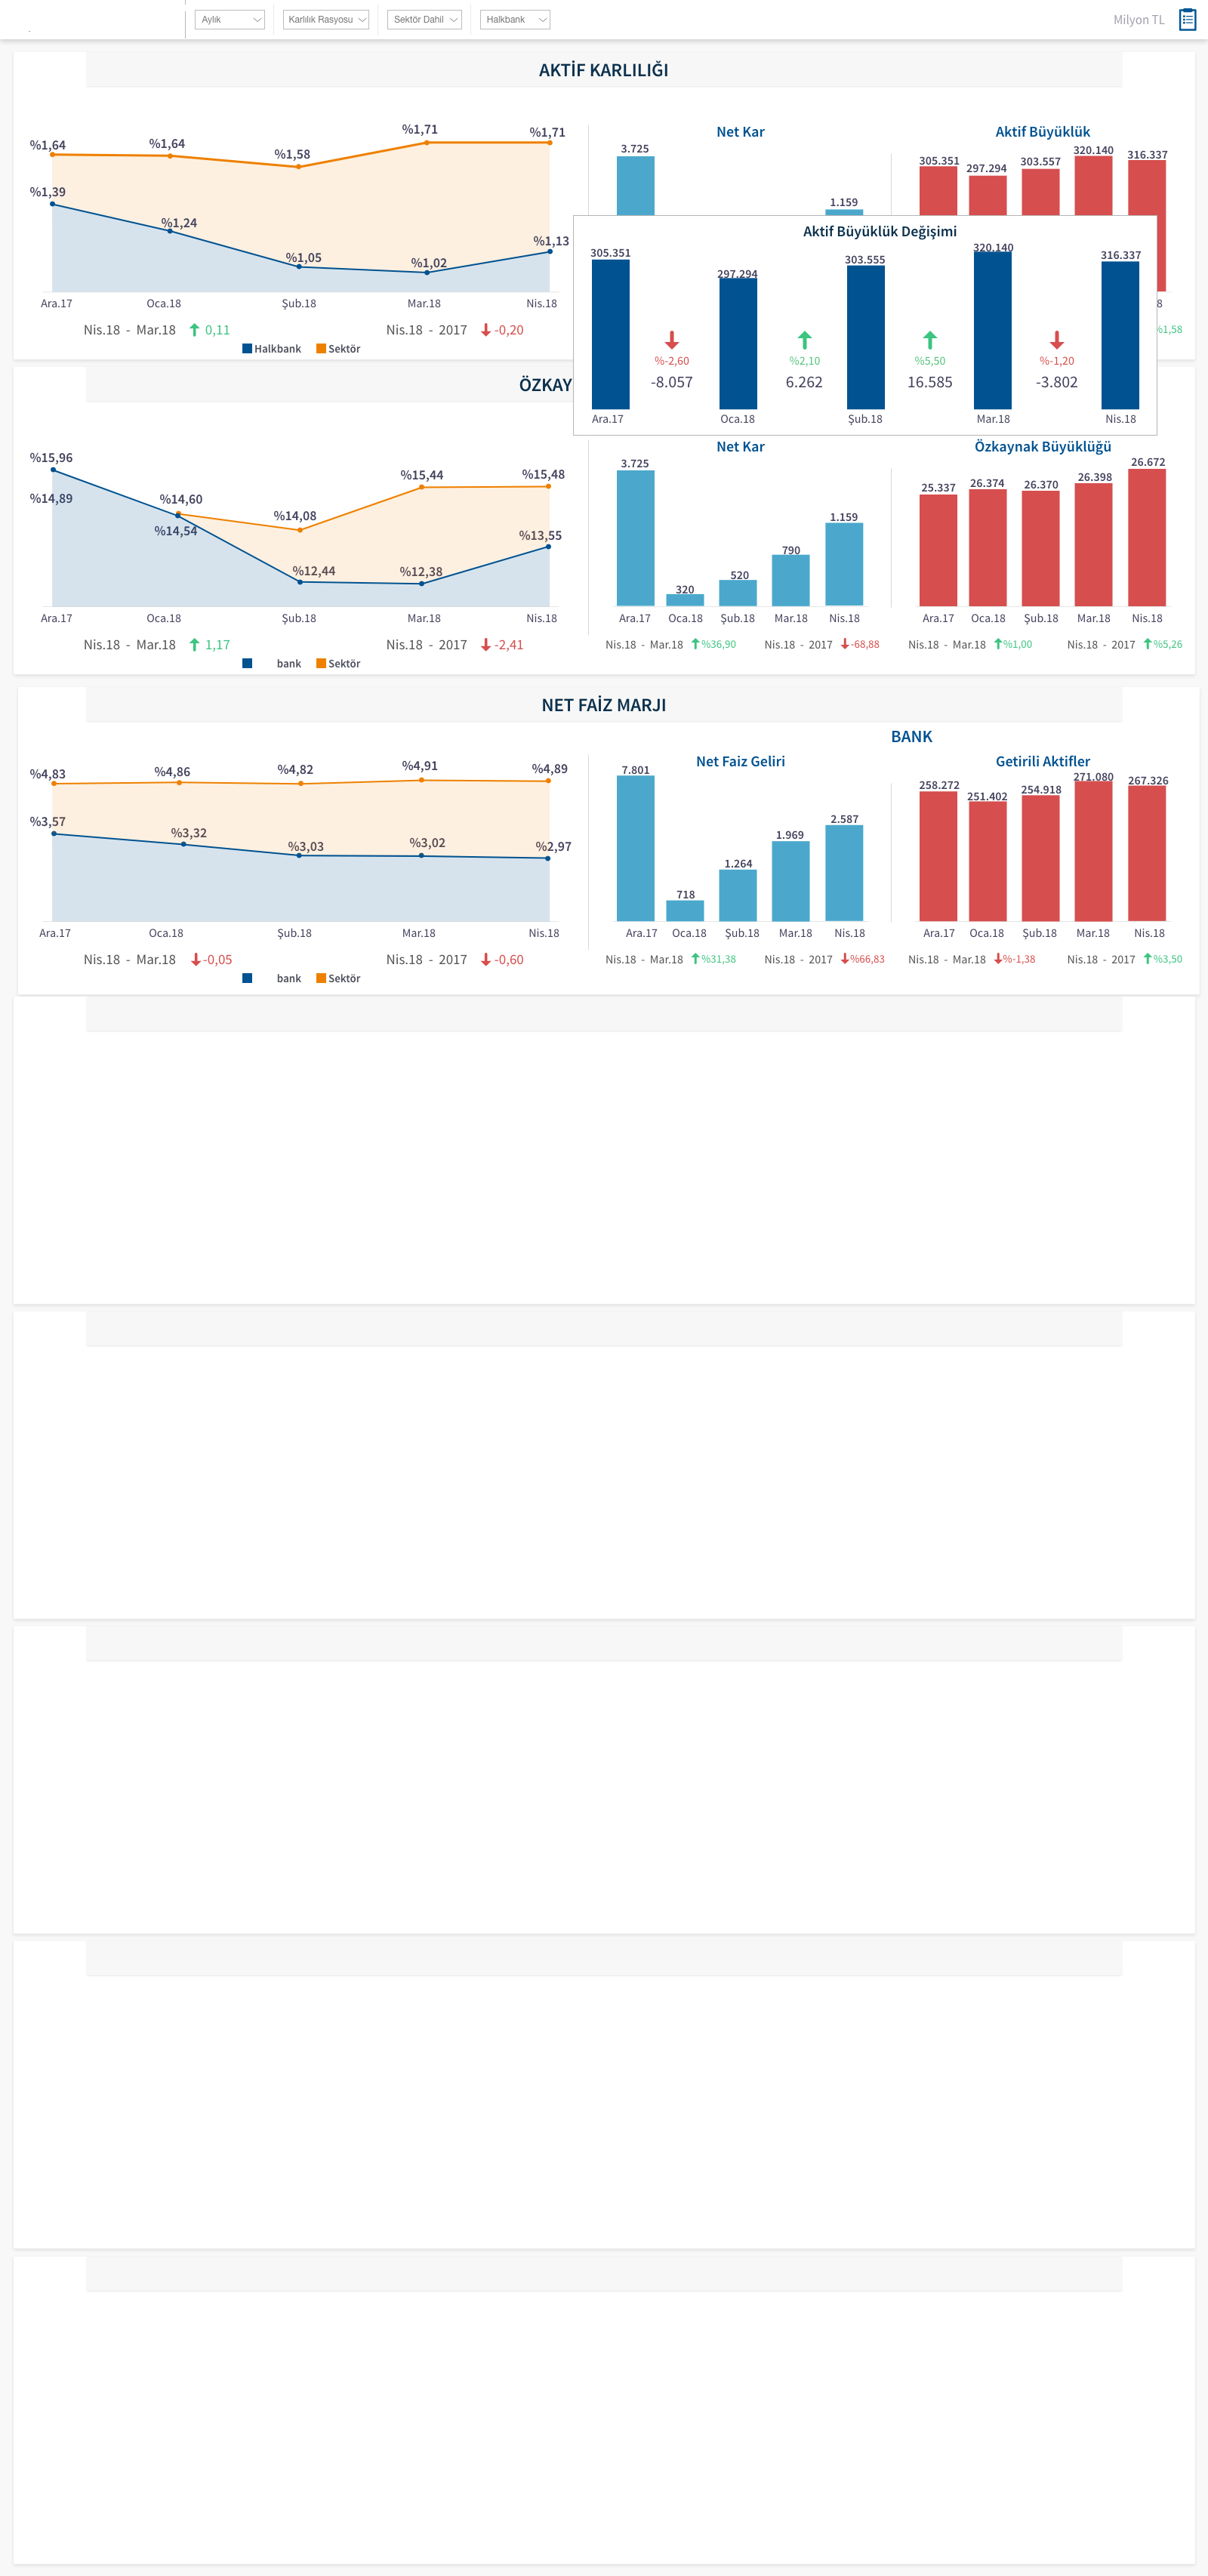 Aylık
Karlılık Rasyosu
Sektör Dahil
Halkbank
Milyon TL
AKTİF KARLILIĞI
%1,64
%1,64
%1,58
%1,71
%1,71
%1,39
%1,24
%1,05
%1,02
%1,13
Ara.17
Oca.18
Şub.18
Mar.18
Nis.18
Nis.18 - Mar.18 0,11
Nis.18 - 2017 -0,20
Halkbank
Sektör
Net Kar
3.725
1.159
Aktif Büyüklük
305.351
297.294
303.557
320.140
316.337
8
%1,58
Aktif Büyüklük Değişimi
305.351
297.294
303.555
320.140
316.337
%-2,60
%2,10
%5,50
%-1,20
-8.057
6.262
16.585
-3.802
Ara.17
Oca.18
Şub.18
Mar.18
Nis.18
ÖZKAY
%15,96
%14,89
%14,60
%14,54
%14,08
%15,44
%15,48
%12,44
%12,38
%13,55
Ara.17
Oca.18
Şub.18
Mar.18
Nis.18
Nis.18 - Mar.18 1,17
Nis.18 - 2017 -2,41
bank
Sektör
Net Kar
3.725
320
520
790
1.159
Ara.17
Oca.18
Şub.18
Mar.18
Nis.18
Nis.18 - Mar.18 %36,90
Nis.18 - 2017 -68,88
Özkaynak Büyüklüğü
25.337
26.374
26.370
26.398
26.672
Ara.17
Oca.18
Şub.18
Mar.18
Nis.18
Nis.18 - Mar.18 %1,00
Nis.18 - 2017 %5,26
NET FAİZ MARJI
BANK
%4,83
%4,86
%4,82
%4,91
%4,89
%3,57
%3,32
%3,03
%3,02
%2,97
Ara.17
Oca.18
Şub.18
Mar.18
Nis.18
Nis.18 - Mar.18 -0,05
Nis.18 - 2017 -0,60
bank
Sektör
Net Faiz Geliri
7.801
718
1.264
1.969
2.587
Ara.17
Oca.18
Şub.18
Mar.18
Nis.18
Nis.18 - Mar.18 %31,38
Nis.18 - 2017 %66,83
Getirili Aktifler
258.272
251.402
254.918
271.080
267.326
Ara.17
Oca.18
Şub.18
Mar.18
Nis.18
Nis.18 - Mar.18 %-1,38
Nis.18 - 2017 %3,50